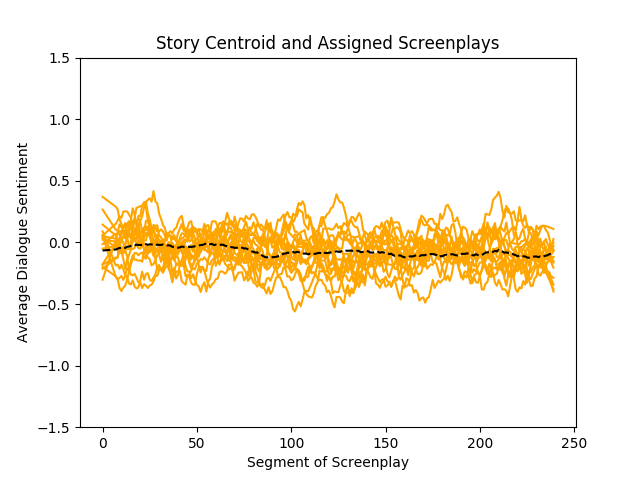 Story Centroid and Assigned Screenplays
1.5
1.0
0.5
0.0
−0.5
−1.0
−1.5
Average Dialogue Sentiment
0 50 100 150 200 250
Segment of Screenplay